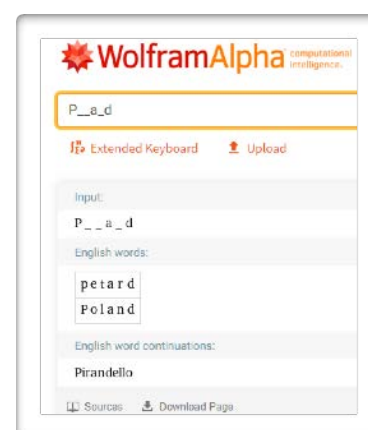 WolframAlpha computational intelligence.
P__a_d
Extended Keyboard Upload
Input:
P _ _ a _ d
English words:
petard
Poland
English word continuations:
Pirandello
Sources Download Page